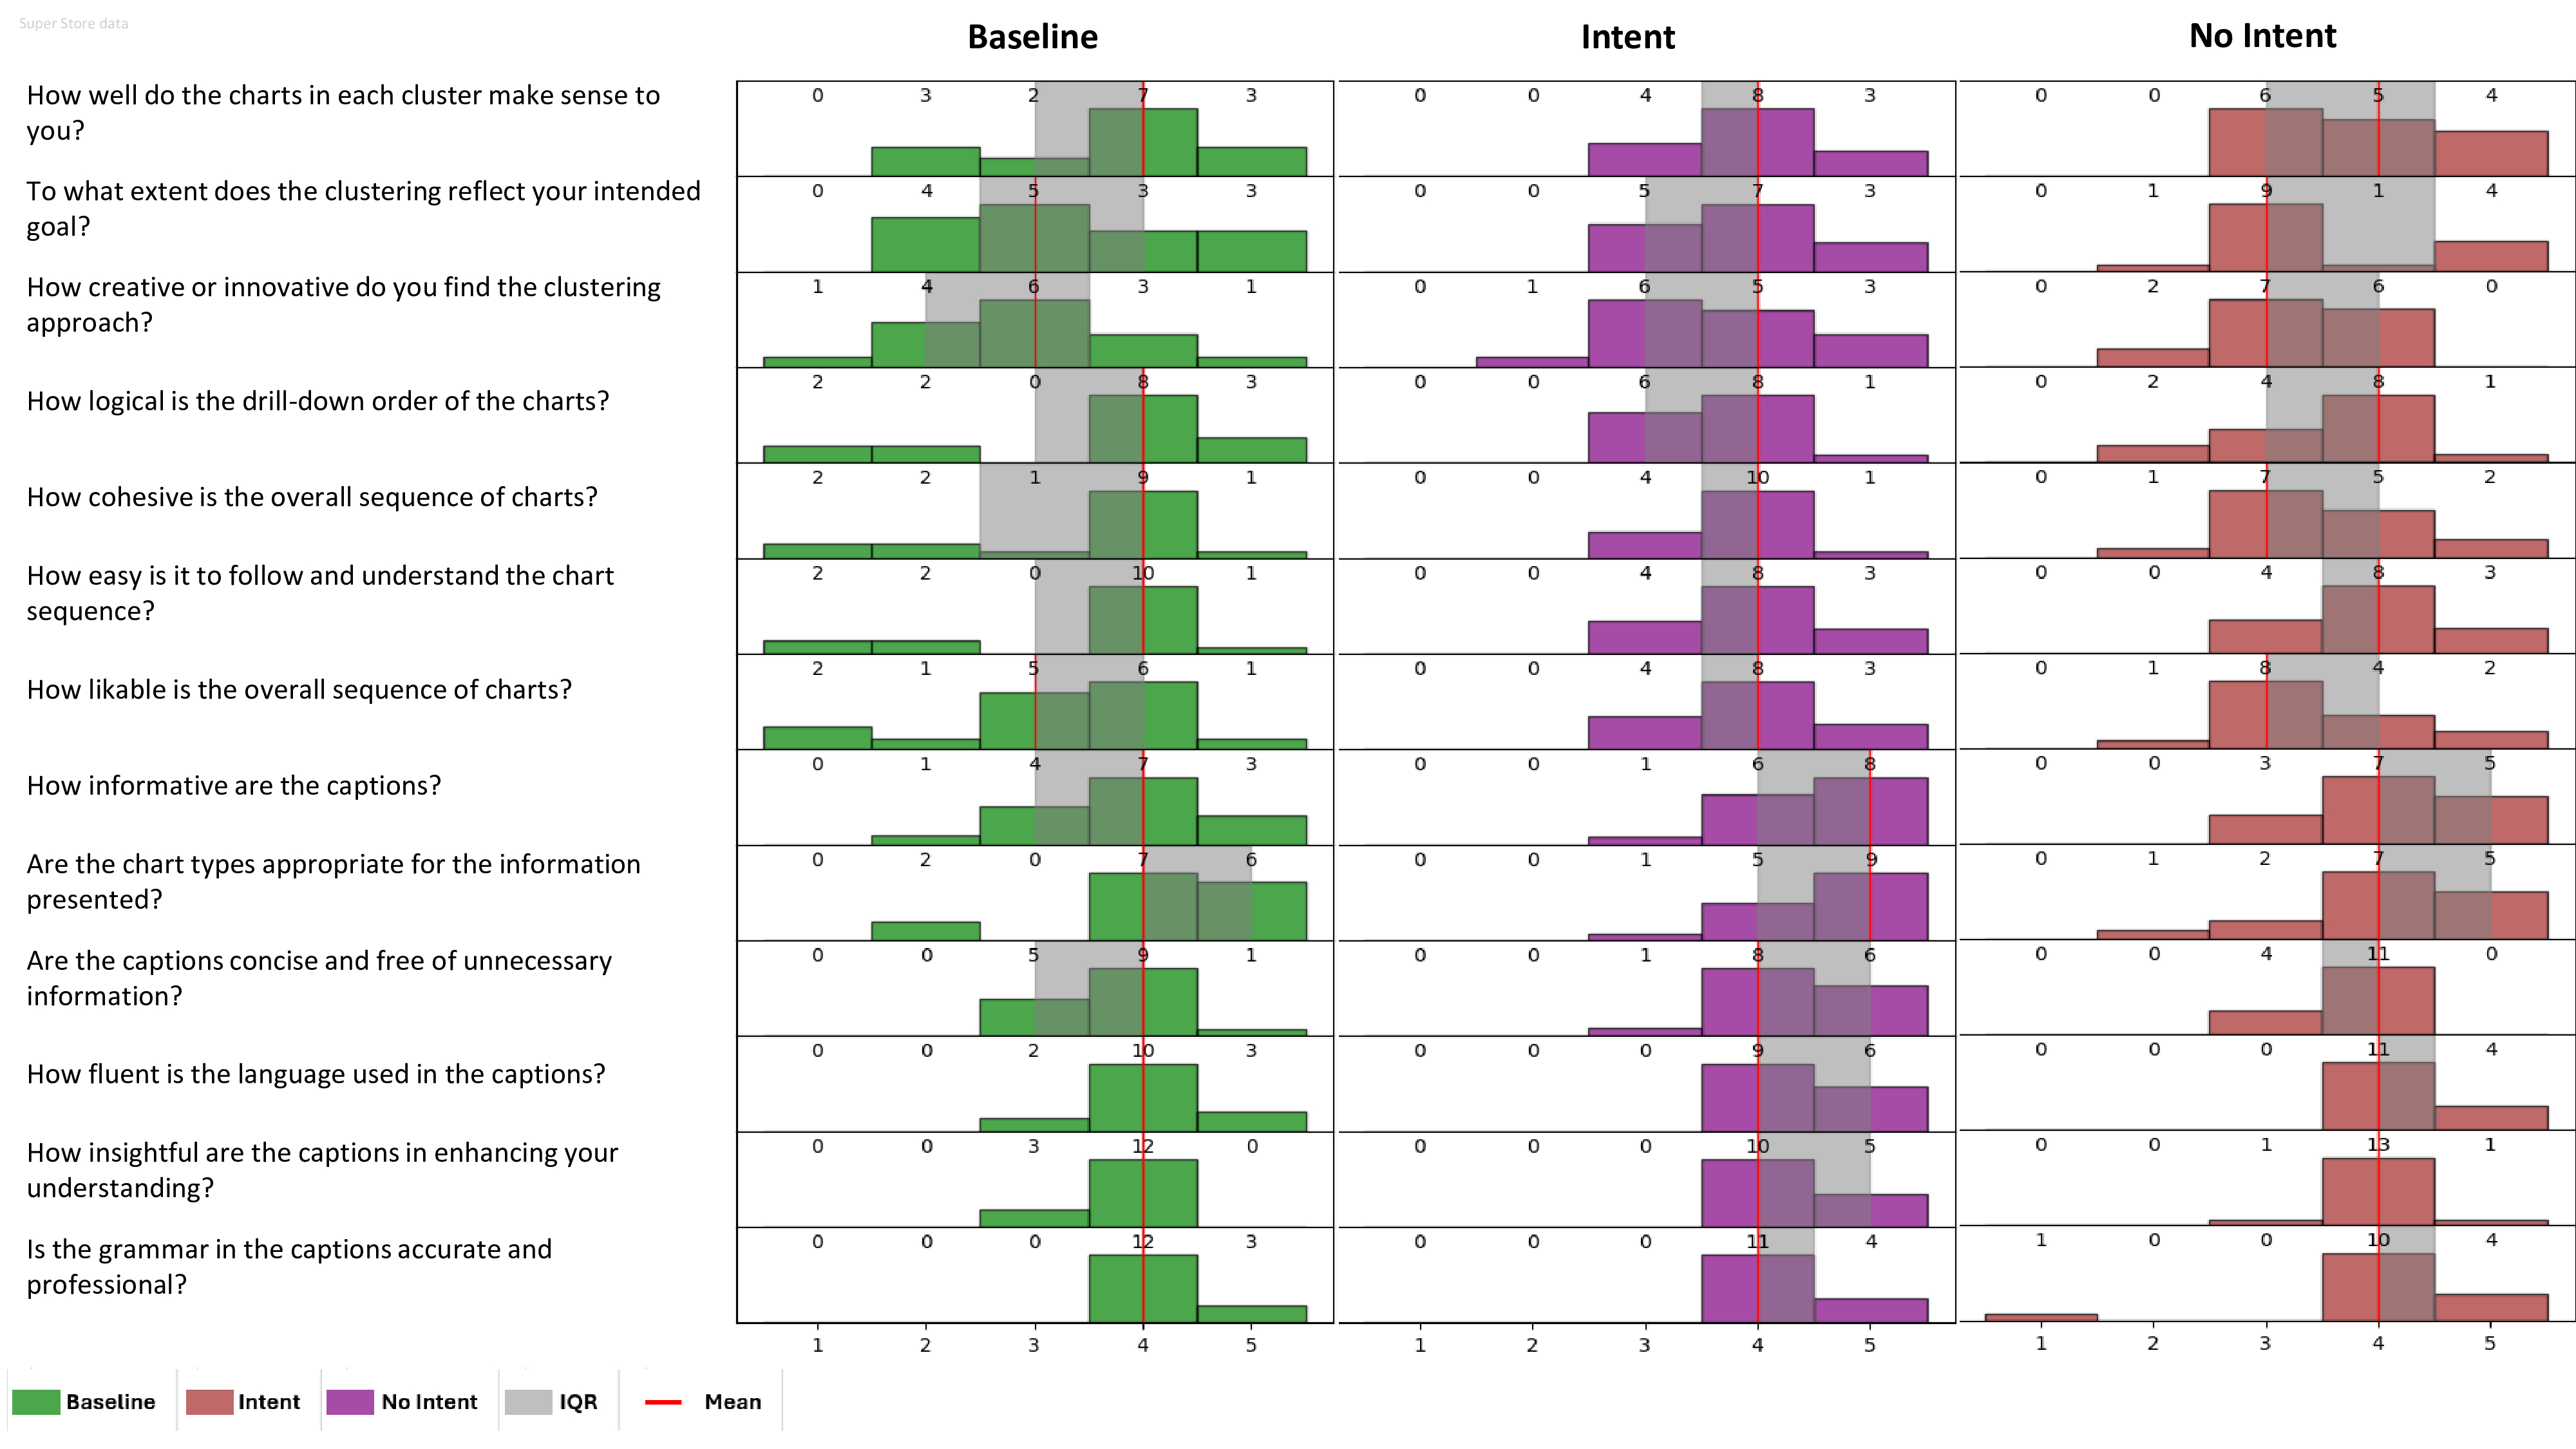 Super Store data
Baseline Intent No Intent
How well do the charts in each cluster make sense to
you?
0 3 2 7 3 0 0 4 8 3 0 0 6 5 4
To what extent does the clustering reflect your intended
goal?
0 4 5 3 3 0 0 5 7 3 0 1 9 1 4
How creative or innovative do you find the clustering
approach?
1 4 6 3 1 0 1 6 5 3 0 2 7 6 0
How logical is the drill-down order of the charts?
2 2 0 8 3 0 0 6 8 1 0 2 4 8 1
How cohesive is the overall sequence of charts?
2 2 1 9 1 0 0 4 10 1 0 1 7 5 2
How easy is it to follow and understand the chart
sequence?
2 2 0 10 1 0 0 4 8 3 0 0 4 8 3
How likable is the overall sequence of charts?
2 1 5 6 1 0 0 4 8 3 0 1 8 4 2
How informative are the captions?
0 1 4 7 3 0 0 1 6 8 0 0 3 7 5
Are the chart types appropriate for the information
presented?
0 2 0 7 6 0 0 1 5 9 0 1 2 7 5
Are the captions concise and free of unnecessary
information?
0 0 5 9 1 0 0 1 8 6 0 0 4 11 0
How fluent is the language used in the captions?
0 0 2 10 3 0 0 0 9 6 0 0 0 11 4
How insightful are the captions in enhancing your
understanding?
0 0 3 12 0 0 0 0 10 5 0 0 1 13 1
Is the grammar in the captions accurate and
professional?
0 0 0 12 3 0 0 0 11 4 1 0 0 10 4
1 2 3 4 5 1 2 3 4 5 1 2 3 4 5
Baseline Intent No Intent IQR Mean